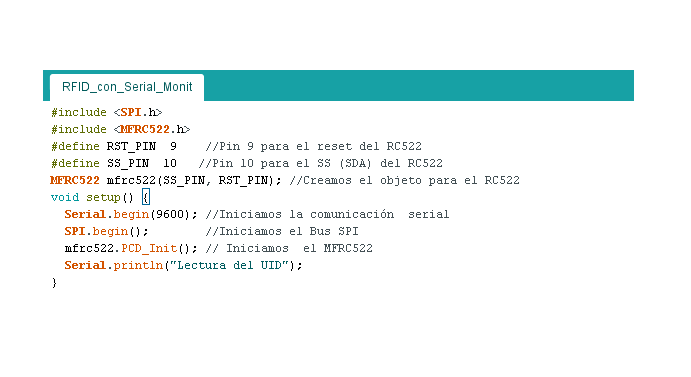 RFID_con_Serial_Monit
#include <SPI.h>
#include <MFRC522.h>
#define RST_PIN  9    //Pin 9 para el reset del RC522
#define SS_PIN  10   //Pin 10 para el SS (SDA) del RC522
MFRC522 mfrc522(SS_PIN, RST_PIN); //Creamos el objeto para el RC522
void setup() {
  Serial.begin(9600); //Iniciamos la comunicación  serial
  SPI.begin();        //Iniciamos el Bus SPI
  mfrc522.PCD_Init(); // Iniciamos  el MFRC522
  Serial.println("Lectura del UID");
}